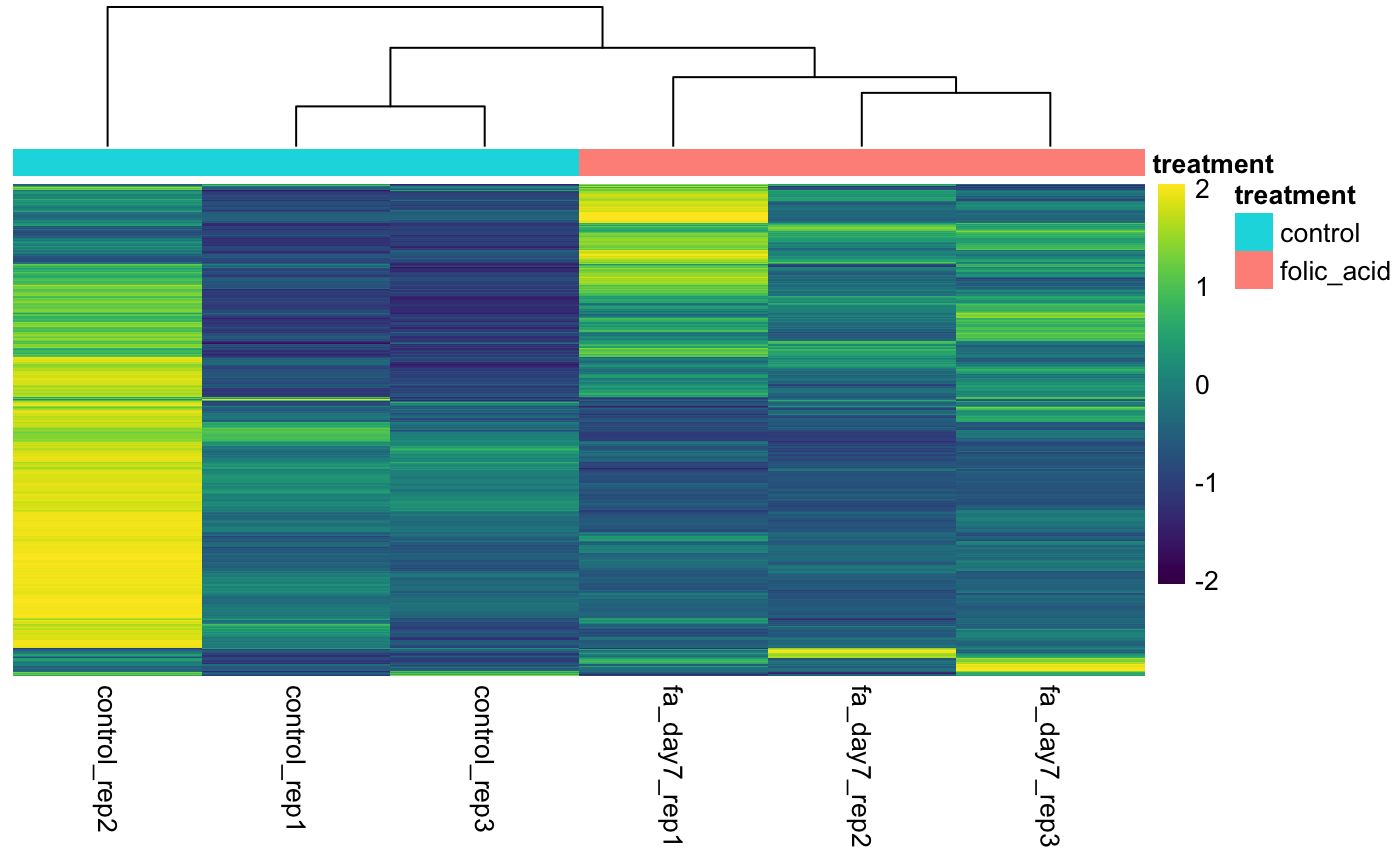 treatment
treatment
control
folic_acid
2
1
0
-1
-2
control_rep2
control_rep1
control_rep3
fa_day7_rep1
fa_day7_rep2
fa_day7_rep3